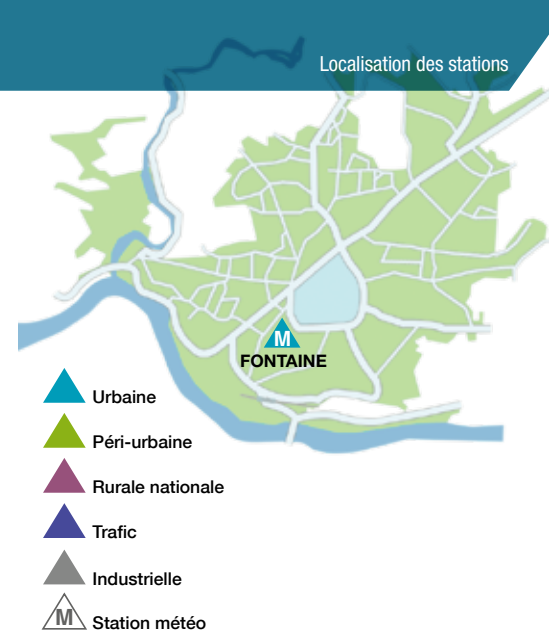 Localisation des stations
M
FONTAINE
Urbaine
Péri-urbaine
Rurale nationale
Trafic
Industrielle
M Station météo